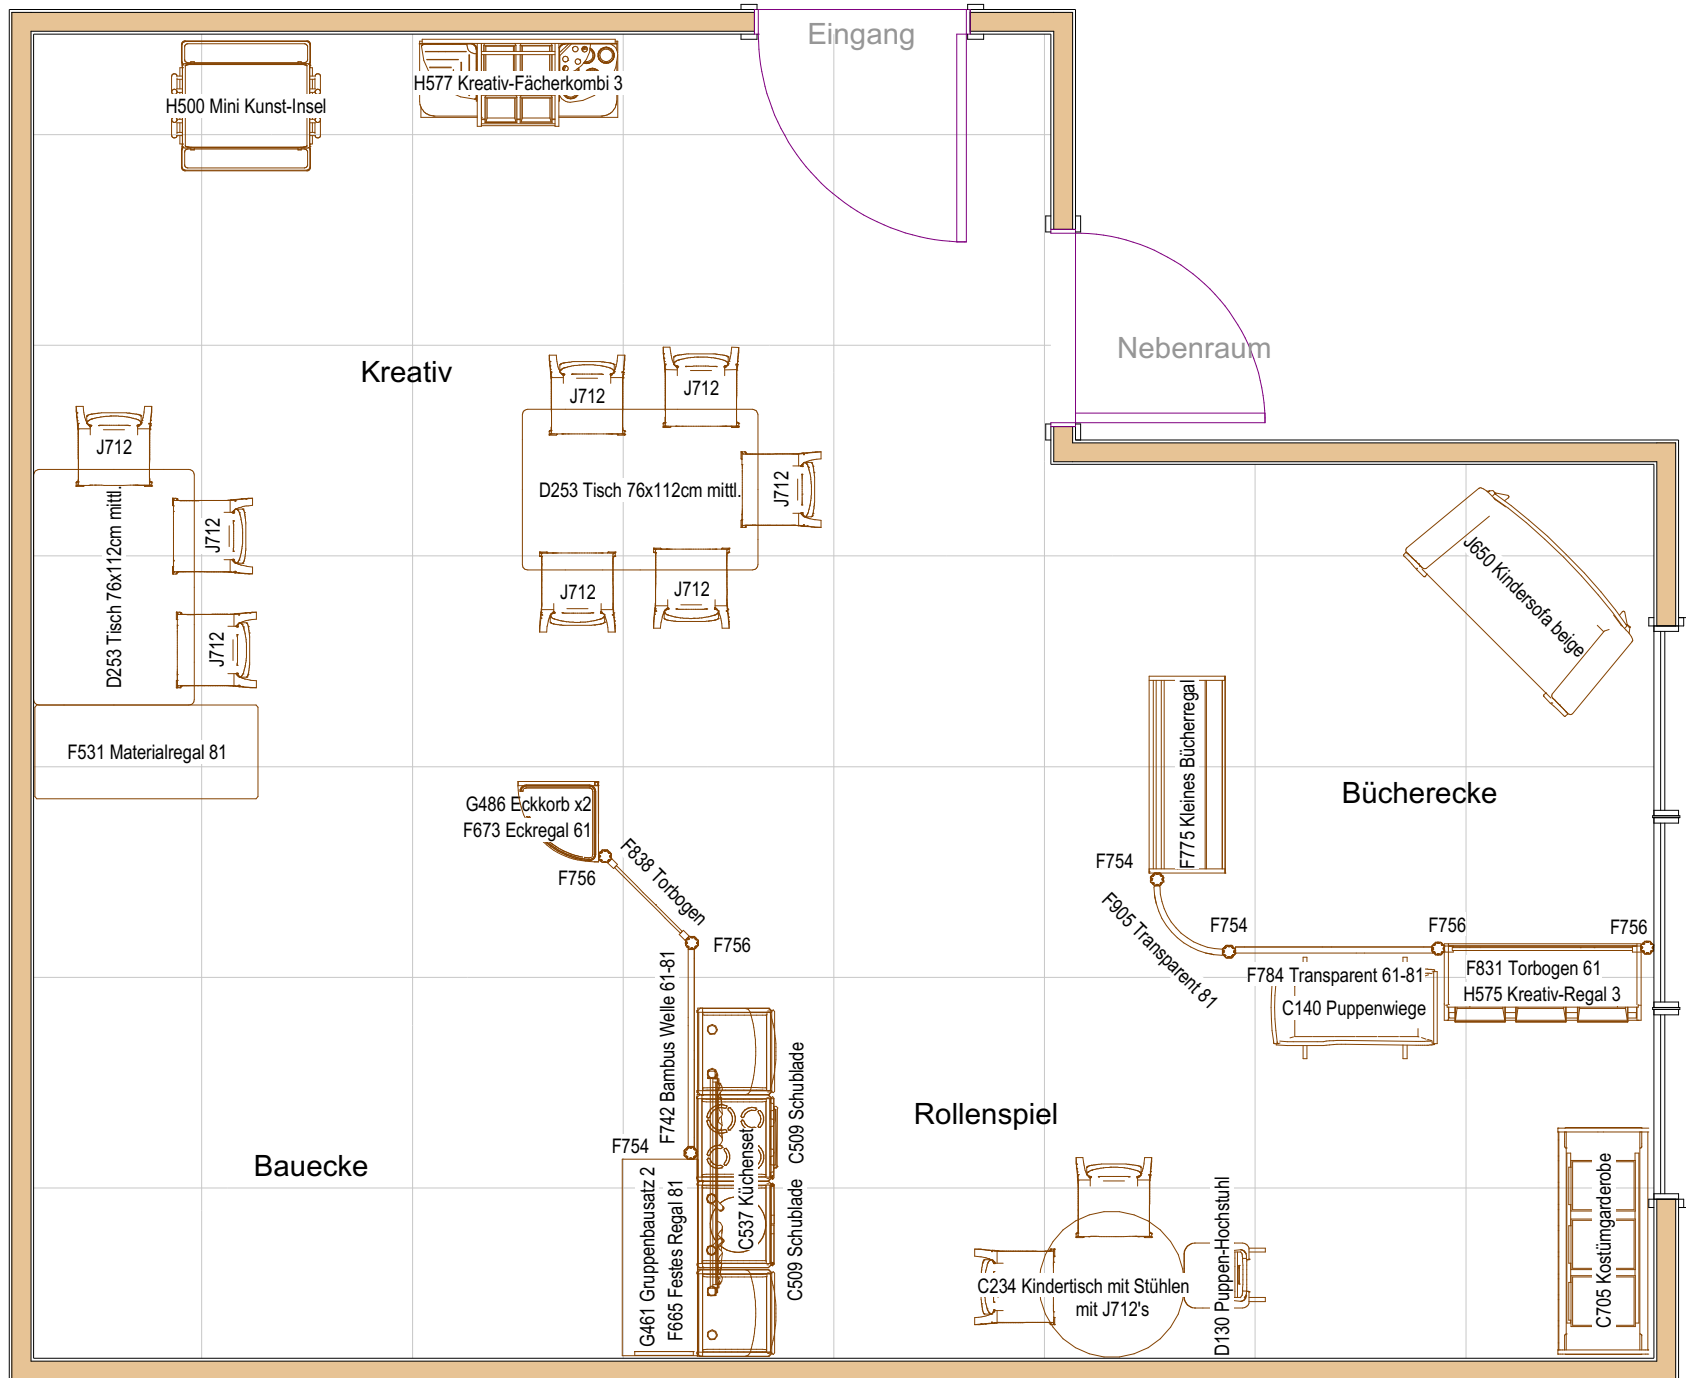 Eingang
H500 Mini Kunst-Insel
H577 Kreativ-Fächerkombi 3
Nebenraum
Kreativ
J712
J712
J712
J712
J712
J712
J712
J712
D253 Tisch 76x112cm mittl.
D253 Tisch 76x112cm mittl.
F531 Materialregal 81
J650 Kindersofa beige
F775 Kleines Bücherregal
Bücherecke
G486 Eckkorb x2
F673 Eckregal 61
F756
F838 Torbogen
F756
F754
F905 Transparent 81
F754
F756
F756
F784 Transparent 61-81
C140 Puppenwiege
F831 Torbogen 61
H575 Kreativ-Regal 3
F742 Bambus Welle 61-81
F754
C509 Schublade
C509 Schublade
C537 Küchenset
G461 Gruppenbausatz 2
F665 Festes Regal 81
Bauecke
Rollenspiel
C234 Kindertisch mit Stühlen
mit J712's
D130 Puppen-Hochstuhl
C705 Kostümgarderobe